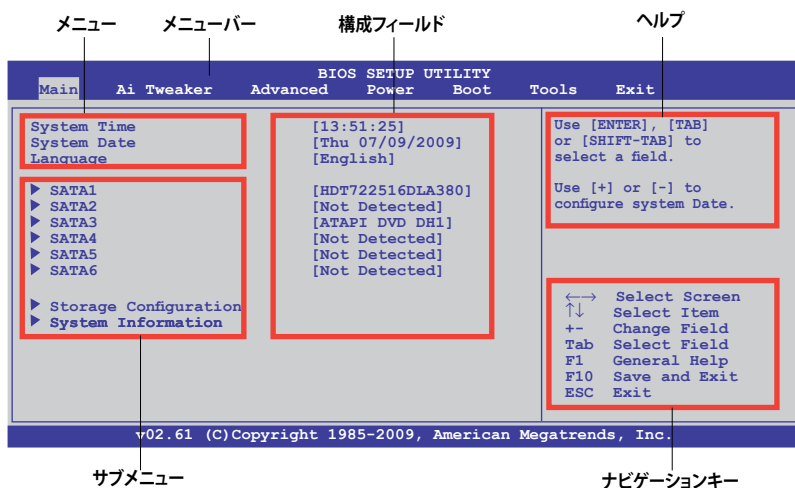 メニュー メニューバー 構成フィールド ヘルプ
BIOS SETUP UTILITY
Main Ai Tweaker Advanced Power Boot Tools Exit
System Time [13:51:25]
System Date [Thu 07/09/2009]
Language [English]
SATA1 [HDT722516DLA380]
SATA2 [Not Detected]
SATA3 [ATAPI DVD DH1]
SATA4 [Not Detected]
SATA5 [Not Detected]
SATA6 [Not Detected]
Storage Configuration
System Information
Use [ENTER], [TAB]
or [SHIFT-TAB] to
select a field.
Use [+] or [-] to
configure system Date.
←→ Select Screen
↑↓ Select Item
+- Change Field
Tab Select Field
F1 General Help
F10 Save and Exit
ESC Exit
v02.61 (C)Copyright 1985-2009, American Megatrends, Inc.
サブメニュー ナビゲーションキー